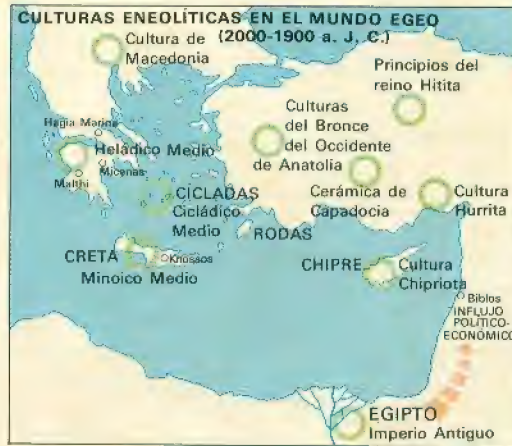 CULTURAS ENEOLÍTICAS EN EL MUNDO EGEO
(2000-1900 a. J. C.)
Cultura de
Macedonia
Principios del
reino Hitita
Culturas
del Bronce
del Occidente
de Anatolia
Hagia Marina
Heládico Medio
Micenas
Malthi
CÍCLADAS
Cicládico
Medio
Cerámica de
Capadocia
Cultura
Hurrita
RODAS
CRETA
Knossos
Minoico Medio
CHIPRE
Cultura
Chipriota
Biblos
INFLUJO
POLÍTICO-
ECONÓMICO
EGIPTO
Imperio Antiguo